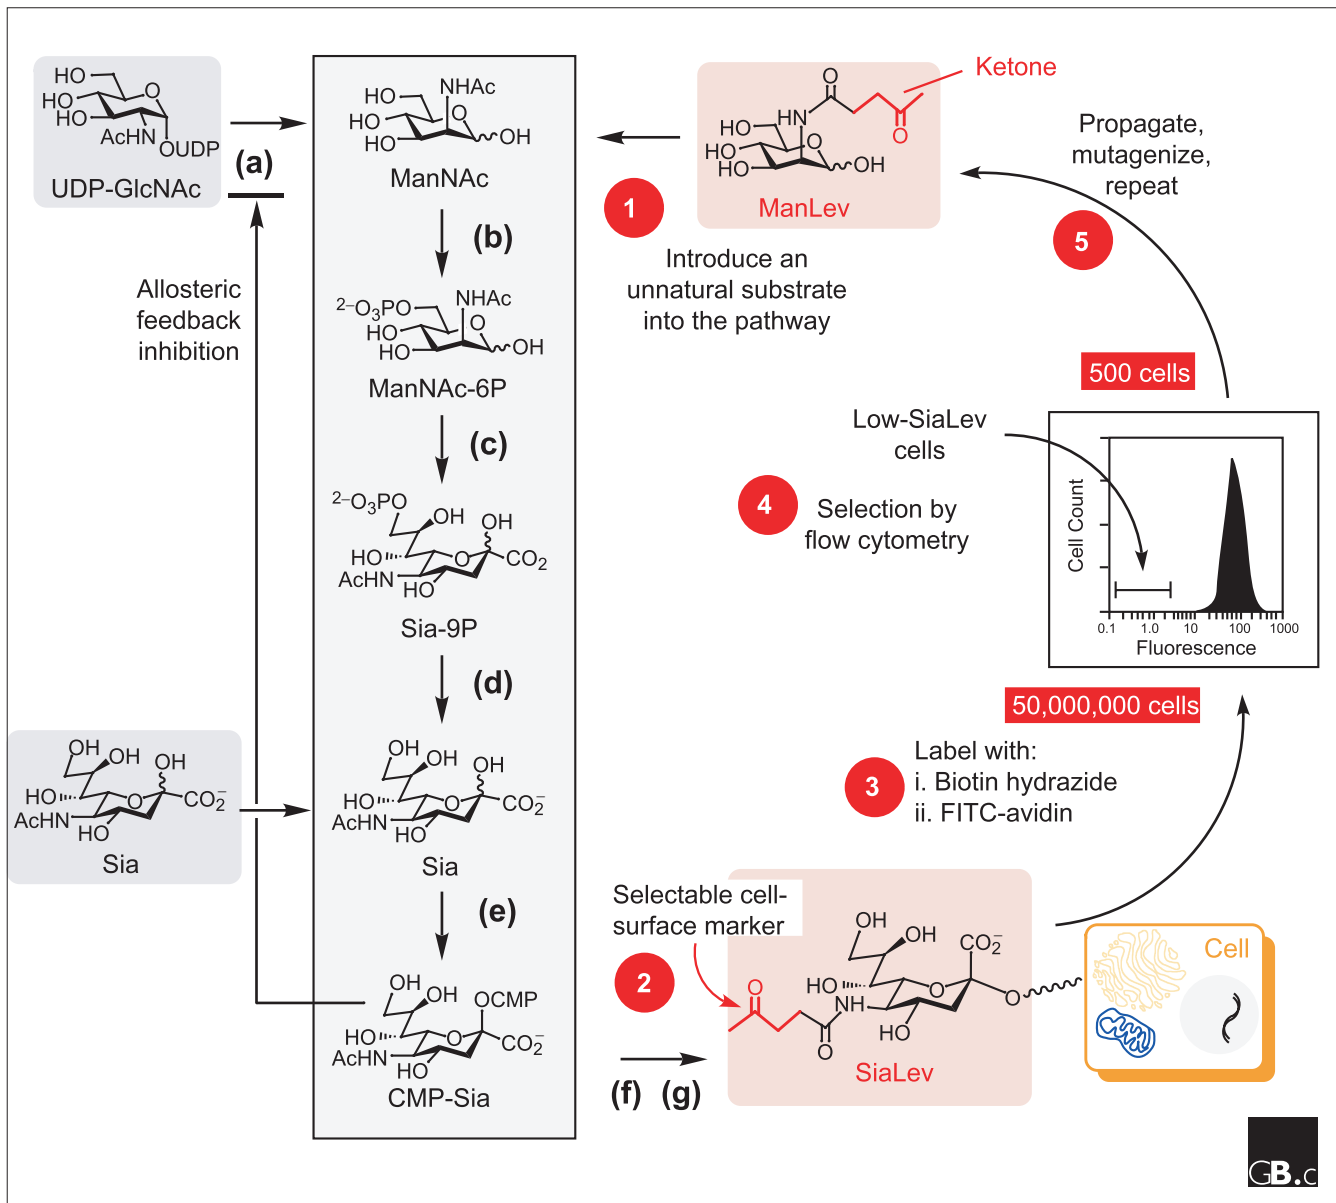 HO
HO
HO
AcHN
OUDP
UDP-GlcNAc
(a)
Allosteric
feedback
inhibition
HO
HO
HO
NHAc
O
OH
ManNAc
(b)
2–O3PO
HO
HO
NHAc
O
OH
ManNAc-6P
(c)
2–O3PO
OH
OH
HO
O
CO2
AcHN
HO
Sia-9P
(d)
OH
OH
OH
HO
O
CO2–
AcHN
HO
Sia
OH
OH
OH
HO
O
CO2–
AcHN
HO
Sia
(e)
OH
OH
OCMP
HO
O
CO2–
AcHN
HO
CMP-Sia
(f) (g)
O
HN
O
HO
HO
HO
O
OH
ManLev
Ketone
1
Introduce an
unnatural substrate
into the pathway
Selectable cell-
surface marker
2
OH
OH
CO2–
HO
O
O
O
NH
HO
O
SiaLev
Cell
3
Label with:
i. Biotin hydrazide
ii. FITC-avidin
50,000,000 cells
Low-SiaLev
cells
4
Selection by
flow cytometry
Cell Count
0.1 1.0 10 100 1000
Fluorescence
500 cells
5
Propagate,
mutagenize,
repeat
GB.c